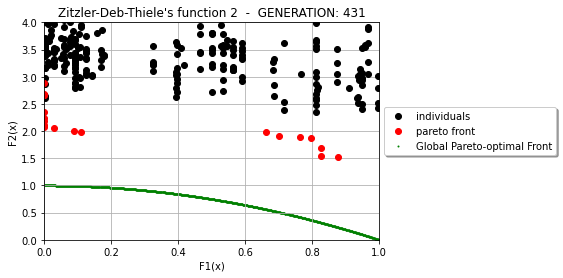 Zitzler-Deb-Thiele's function 2 - GENERATION: 431
4.0
3.5
3.0
2.5
2.0
1.5
1.0
0.5
0.0
F2(x)
0.0 0.2 0.4 0.6 0.8 1.0
F1(x)
individuals
pareto front
Global Pareto-optimal Front